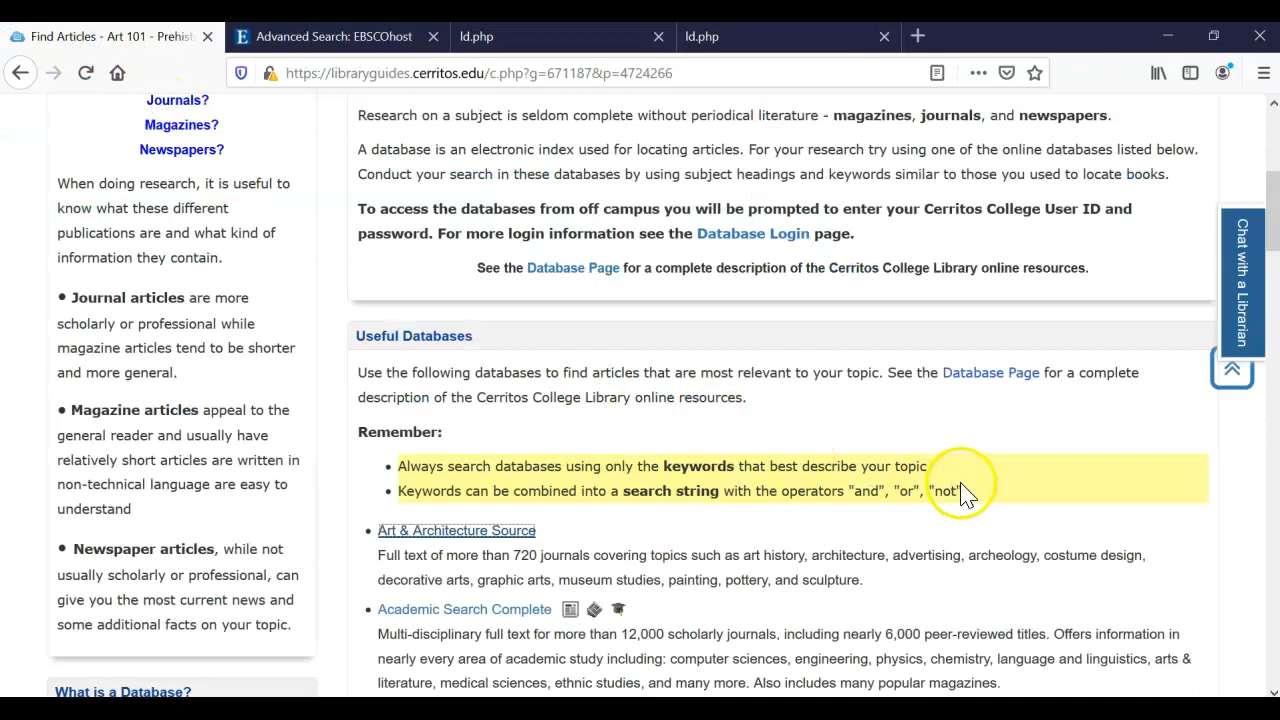 Find Articles - Art 101 - Prehist
Advanced Search: EBSCOhost
ld.php
ld.php
https://libraryguides.cerritos.edu/c.php?g=671187&p=4724266
Journals?
Magazines?
Newspapers?
When doing research, it is useful to
know what these different
publications are and what kind of
information they contain.
• Journal articles are more
scholarly or professional while
magazine articles tend to be shorter
and more general.
• Magazine articles appeal to the
general reader and usually have
relatively short articles are written in
non-technical language are easy to
understand
• Newspaper articles, while not
usually scholarly or professional, can
give you the most current news and
some additional facts on your topic.
What is a Database?
Research on a subject is seldom complete without periodical literature - magazines, journals, and newspapers.
A database is an electronic index used for locating articles. For your research try using one of the online databases listed below.
Conduct your search in these databases by using subject headings and keywords similar to those you used to locate books.
To access the databases from off campus you will be prompted to enter your Cerritos College User ID and
password. For more login information see the Database Login page.
See the Database Page for a complete description of the Cerritos College Library online resources.
Useful Databases
Use the following databases to find articles that are most relevant to your topic. See the Database Page for a complete
description of the Cerritos College Library online resources.
Remember:
• Always search databases using only the keywords that best describe your topic
• Keywords can be combined into a search string with the operators "and", "or", "not"
• Art & Architecture Source
Full text of more than 720 journals covering topics such as art history, architecture, advertising, archeology, costume design,
decorative arts, graphic arts, museum studies, painting, pottery, and sculpture.
• Academic Search Complete
Multi-disciplinary full text for more than 12,000 scholarly journals, including nearly 6,000 peer-reviewed titles. Offers information in
nearly every area of academic study including: computer sciences, engineering, physics, chemistry, language and linguistics, arts &
literature, medical sciences, ethnic studies, and many more. Also includes many popular magazines.
Chat with a Librarian